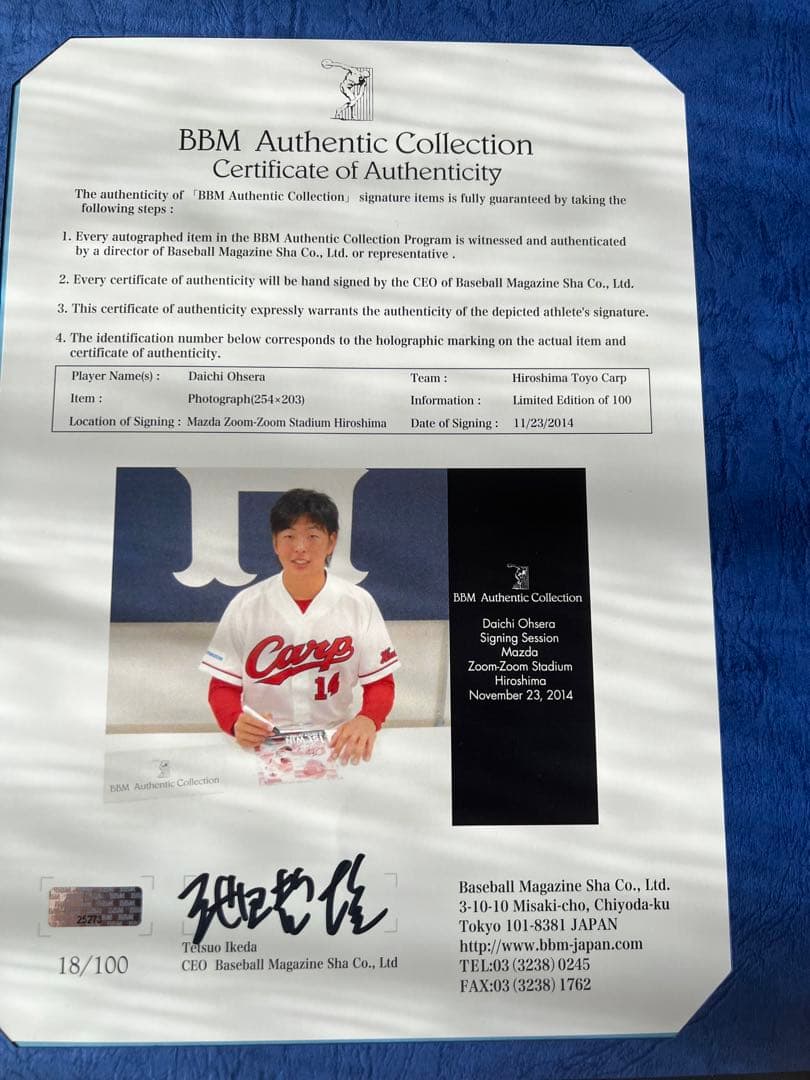 BBM Authentic Collection
Certificate of Authenticity
The authenticity of 「BBM Authentic Collection」 signature items is fully guaranteed by taking the
following steps :
1. Every autographed item in the BBM Authentic Collection Program is witnessed and authenticated
by a director of Baseball Magazine Sha Co., Ltd. or representative .
2. Every certificate of authenticity will be hand signed by the CEO of Baseball Magazine Sha Co., Ltd.
3. This certificate of authenticity expressly warrants the authenticity of the depicted athlete's signature.
4. The identification number below corresponds to the holographic marking on the actual item and
certificate of authenticity.
Player Name(s) : Daichi Ohsera Team : Hiroshima Toyo Carp
Item : Photograph(254×203) Information : Limited Edition of 100
Location of Signing : Mazda Zoom-Zoom Stadium Hiroshima Date of Signing : 11/23/2014
Carp
14
BBM Authentic Collection
BBM Authentic Collection
Daichi Ohsera
Signing Session
Mazda
Zoom-Zoom Stadium
Hiroshima
November 23, 2014
25273
18/100
池田哲雄
Tetsuo Ikeda
CEO Baseball Magazine Sha Co., Ltd
Baseball Magazine Sha Co., Ltd.
3-10-10 Misaki-cho, Chiyoda-ku
Tokyo 101-8381 JAPAN
http://www.bbm-japan.com
TEL:03 (3238) 0245
FAX:03 (3238) 1762